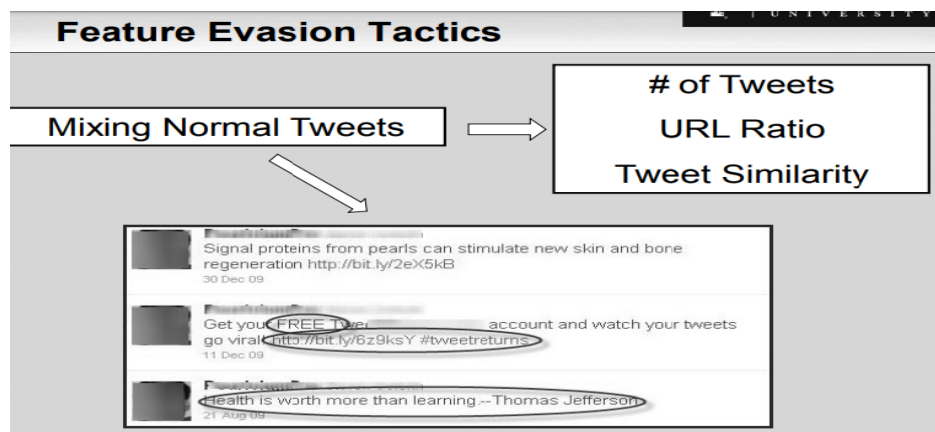 UNIVERSITY
Feature Evasion Tactics
Mixing Normal Tweets
# of Tweets
URL Ratio
Tweet Similarity
Signal proteins from pearls can stimulate new skin and bone
regeneration http://bit.ly/2eX5kB
30 Dec 09
Get your FREE account and watch your tweets
go viral http://bit.ly/6z9ksY #tweetreturns
11 Dec 09
Health is worth more than learning.--Thomas Jefferson
21 Aug 09